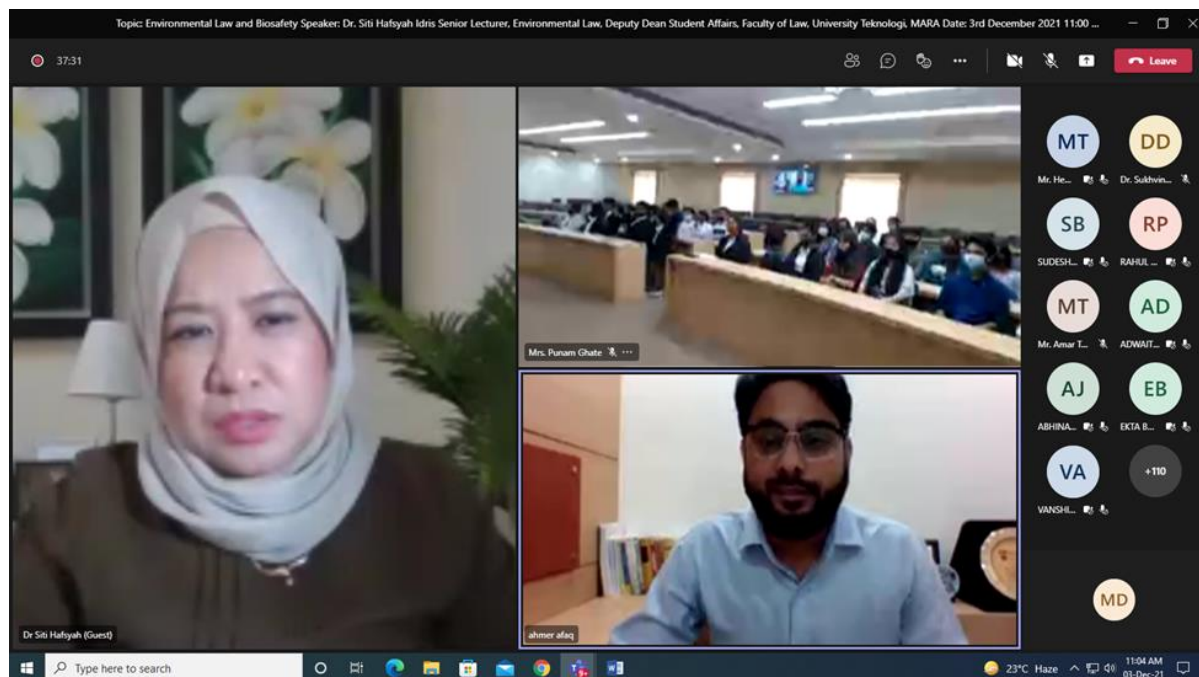 Topic: Environmental Law and Biosafety Speaker: Dr. Siti Hafsyah Idris Senior Lecturer, Environmental Law, Deputy Dean Student Affairs, Faculty of Law, University Teknologi, MARA Date: 3rd December 2021 11:00 ...
37:31
Leave
MT
DD
Mr. He...
Dr. Sukhvin...
SB
RP
SUDESH...
RAHUL ...
MT
AD
Mr. Amar T...
ADWAIT...
AJ
EB
ABHINA...
EKTA B...
VA
+110
VANSHI...
MD
Mrs. Punam Ghate
Dr Siti Hafsyah (Guest)
ahmer afaq
Type here to search
23°C Haze
11:04 AM
03-Dec-21